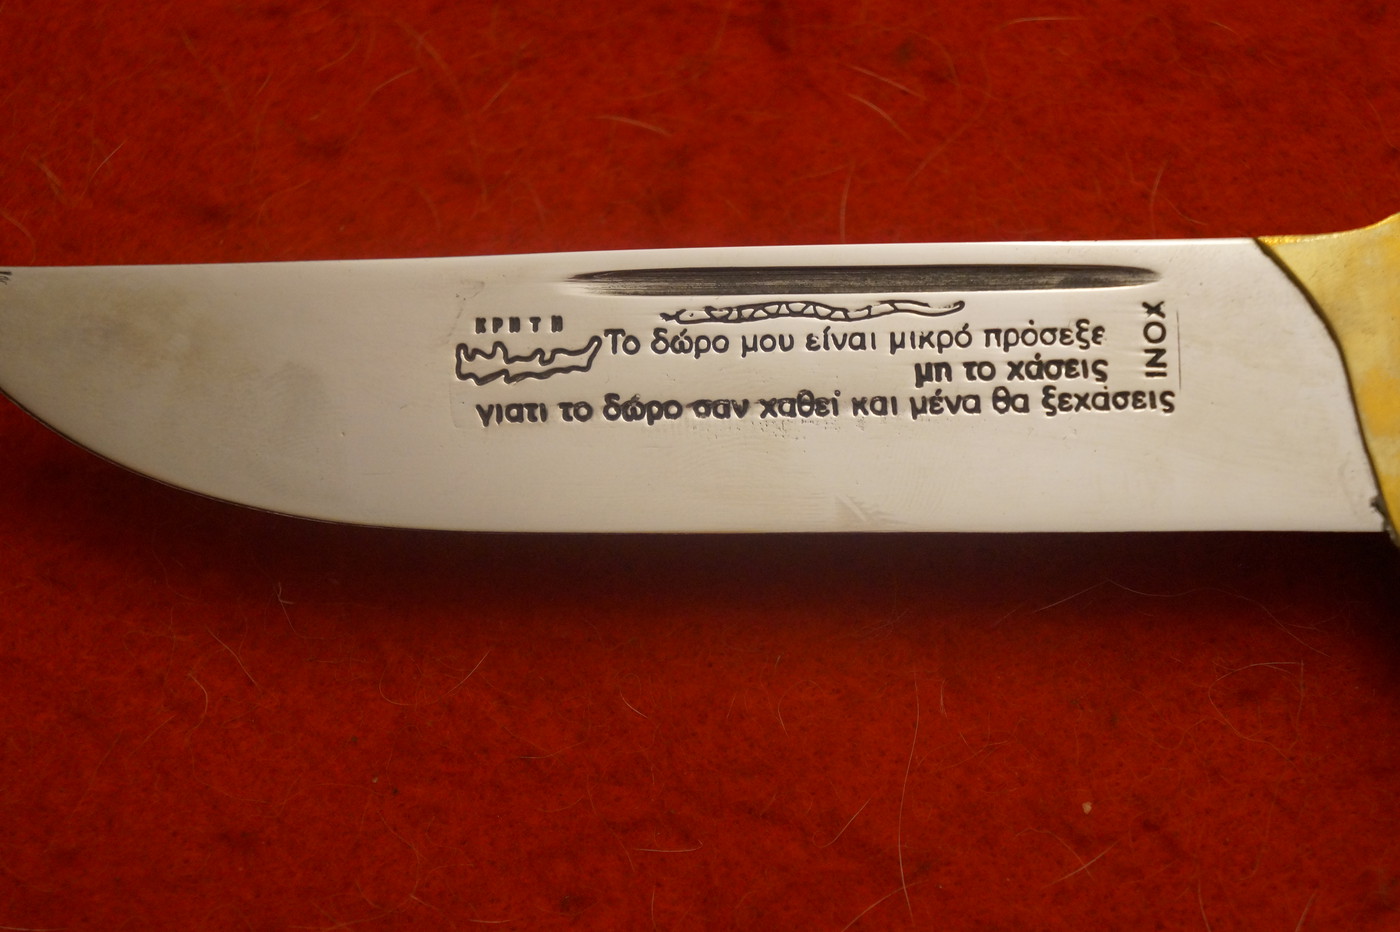 ΚΡΗΤΗ
Το δώρο μου είναι μικρό πρόσεξε
μη το χάσεις
γιατι το δώρο σαν χαθεί και μένα θα ξεχάσεις
INOX